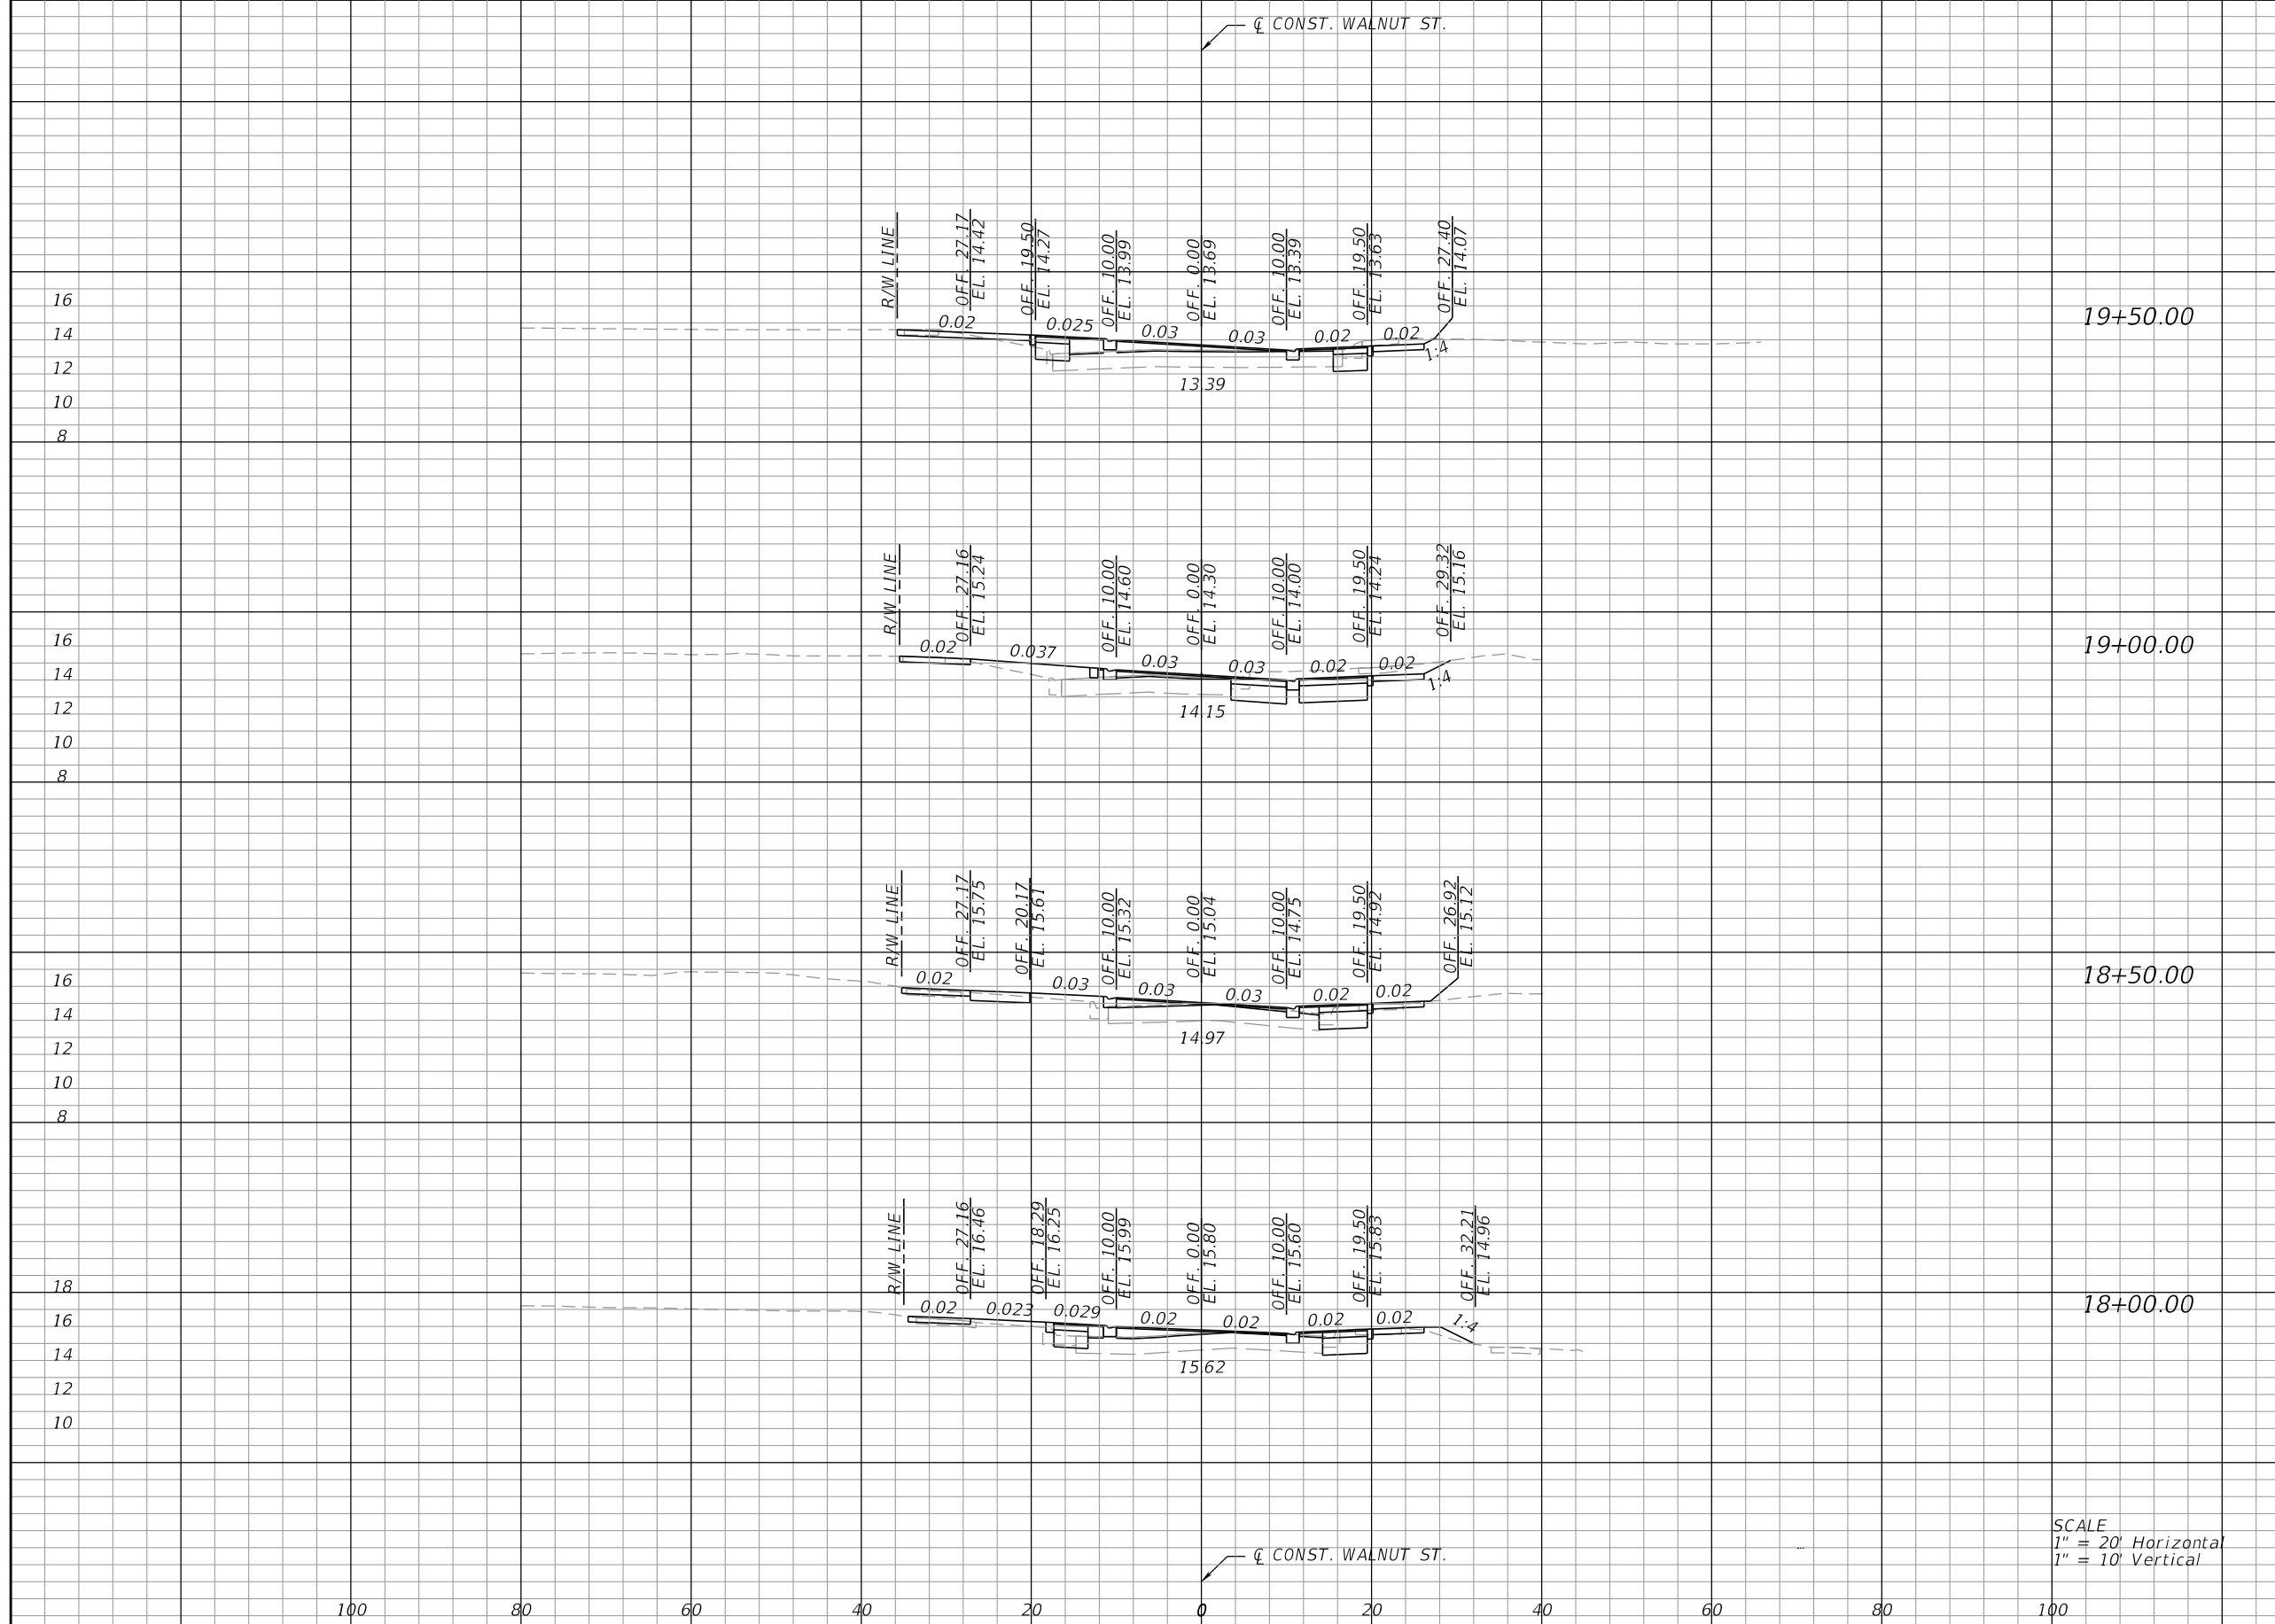 ℄ CONST. WALNUT ST.
R/W LINE
OFF. 27.17
EL. 14.42
OFF. 19.50
EL. 14.27
OFF. 10.00
EL. 13.99
OFF. 0.00
EL. 13.69
OFF. 10.00
EL. 13.39
OFF. 19.50
EL. 13.63
OFF. 27.40
EL. 14.07
16
14
12
10
8
0.02
0.025
0.03
0.03
0.02
0.02
1:4
13.39
19+50.00
R/W LINE
OFF. 27.16
EL. 15.24
OFF. 10.00
EL. 14.60
OFF. 0.00
EL. 14.30
OFF. 10.00
EL. 14.00
OFF. 19.50
EL. 14.24
OFF. 29.32
EL. 15.16
16
14
12
10
8
0.02
0.037
0.03
0.03
0.02
0.02
1:4
14.15
19+00.00
R/W LINE
OFF. 27.17
EL. 15.75
OFF. 20.17
EL. 15.61
OFF. 10.00
EL. 15.32
OFF. 0.00
EL. 15.04
OFF. 10.00
EL. 14.75
OFF. 19.50
EL. 14.92
OFF. 26.92
EL. 15.12
16
14
12
10
8
0.02
0.03
0.03
0.03
0.02
0.02
14.97
18+50.00
R/W LINE
OFF. 27.16
EL. 16.46
OFF. 18.29
EL. 16.25
OFF. 10.00
EL. 15.99
OFF. 0.00
EL. 15.80
OFF. 10.00
EL. 15.60
OFF. 19.50
EL. 15.83
OFF. 32.21
EL. 14.96
18
16
14
12
10
0.02
0.023
0.029
0.02
0.02
0.02
0.02
1:4
15.62
18+00.00
SCALE
1" = 20' Horizontal
1" = 10' Vertical
℄ CONST. WALNUT ST.
100 80 60 40 20 0 20 40 60 80 100